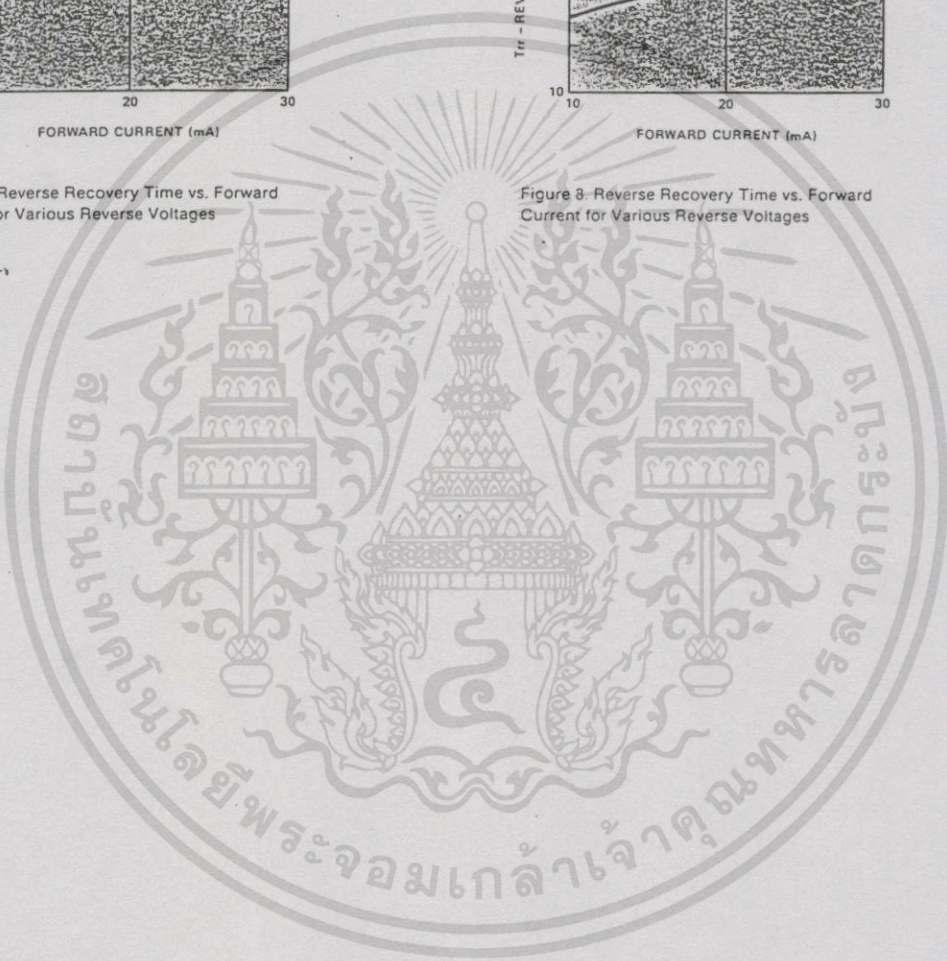 20
30
FORWARD CURRENT (mA)
Reverse Recovery Time vs. Forward
or Various Reverse Voltages
Trr - REV
10
10
20
30
FORWARD CURRENT (mA)
Figure 8. Reverse Recovery Time vs. Forward
Current for Various Reverse Voltages
สถาบันเทคโนโลยีพระจอมเกล้าเจ้าคุณทหารลาดกระบัง